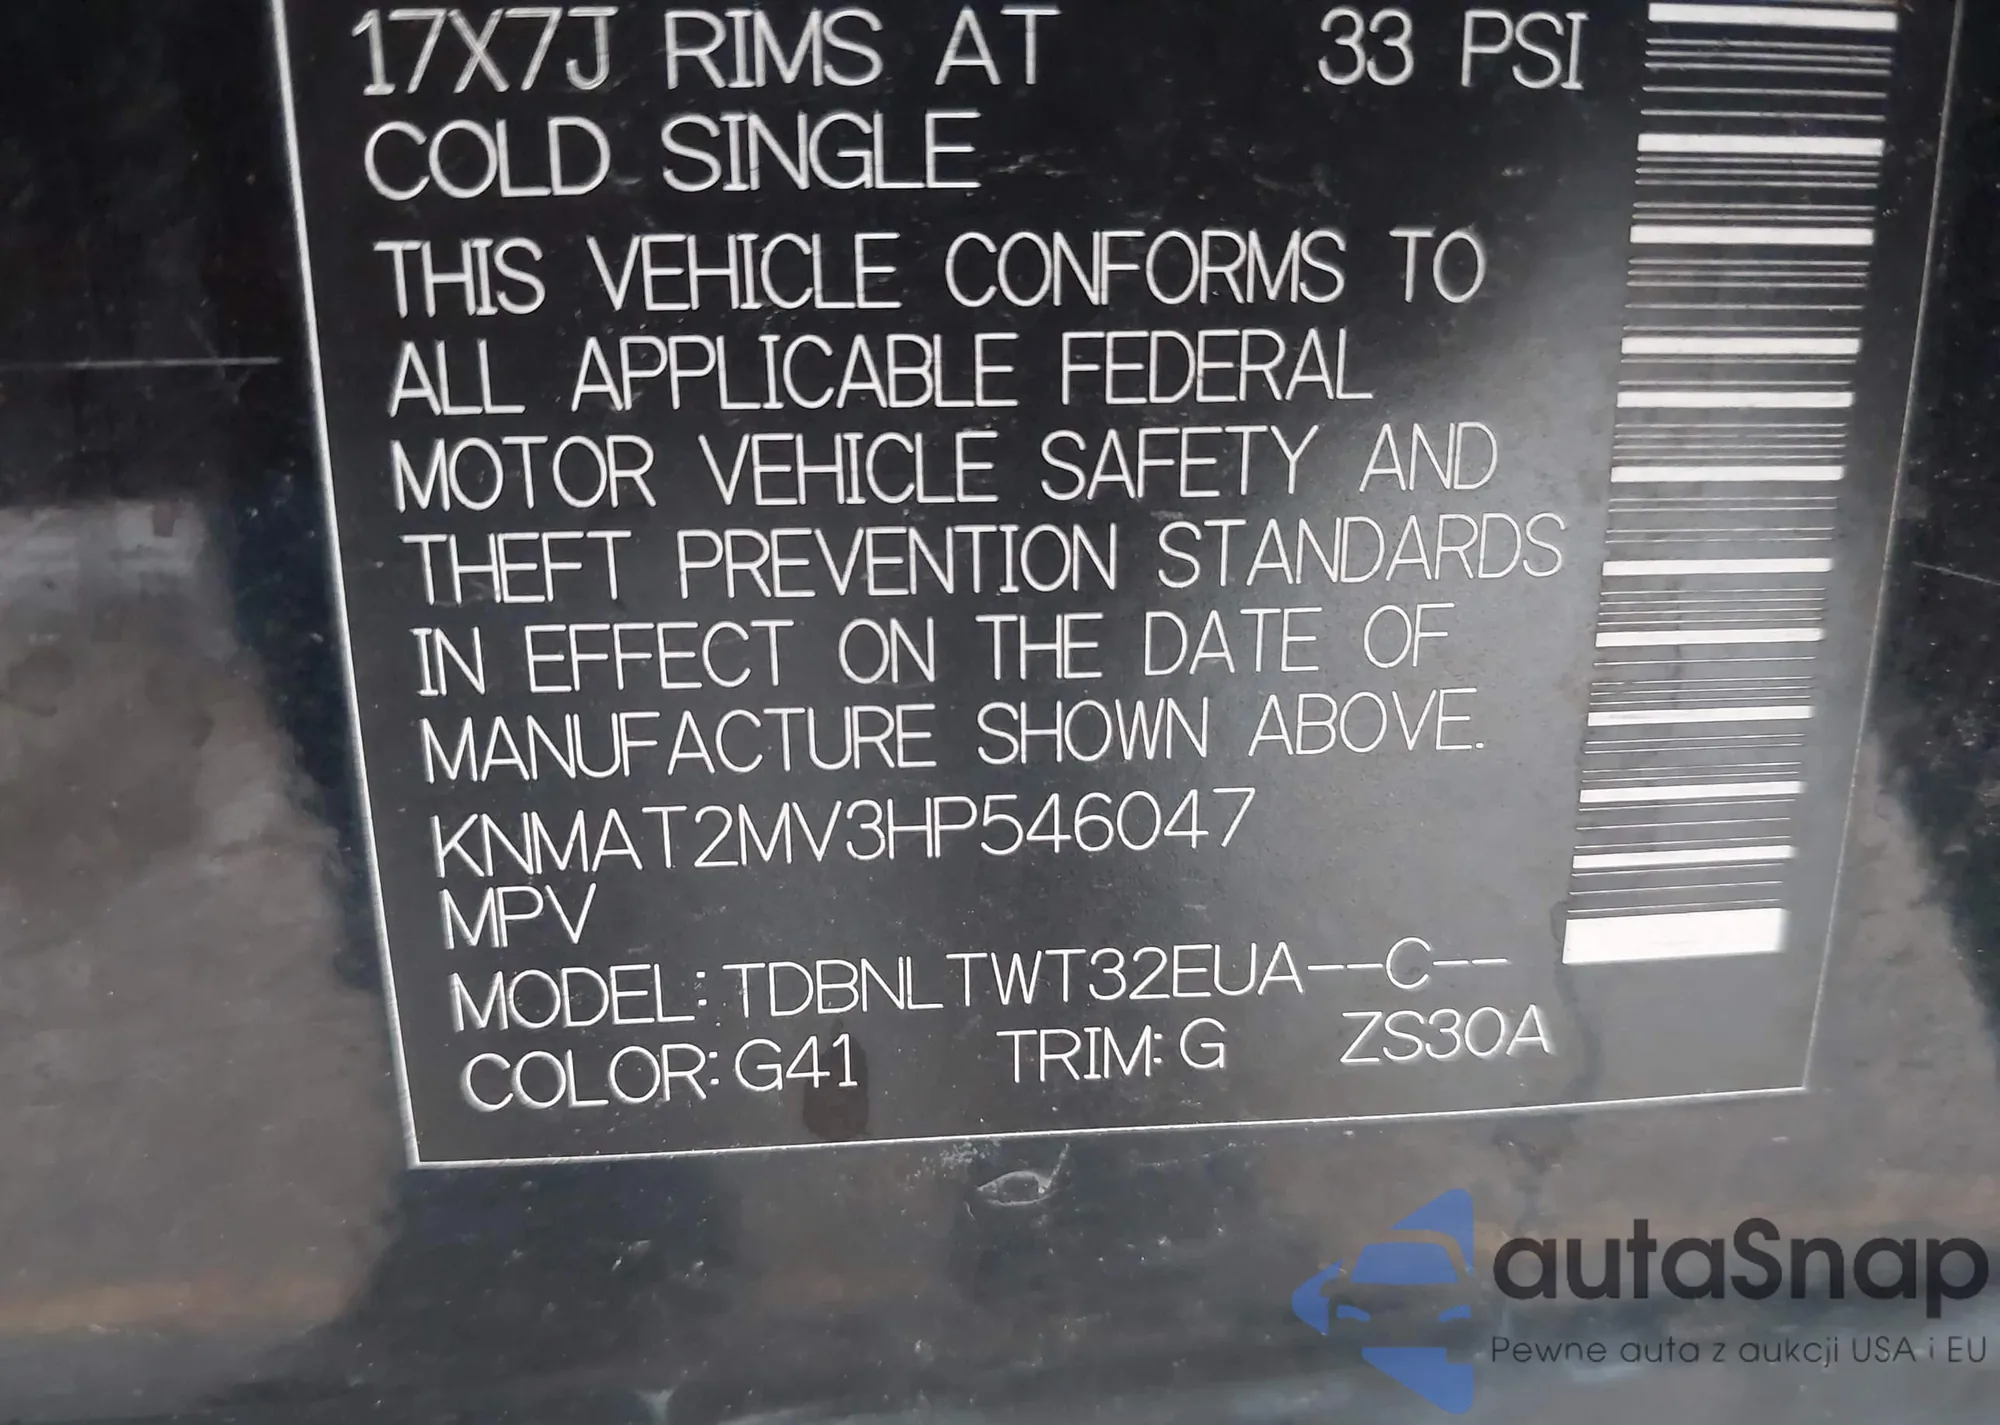 17X7J RIMS AT 33 PSI
COLD SINGLE
THIS VEHICLE CONFORMS TO
ALL APPLICABLE FEDERAL
MOTOR VEHICLE SAFETY AND
THEFT PREVENTION STANDARDS
IN EFFECT ON THE DATE OF
MANUFACTURE SHOWN ABOVE.
KNMAT2MV3HP546047
MPV
MODEL: TDBNLTWT32EUA--C--
COLOR: G41 TRIM: G ZS30A
autaSnap
Pewne auta z aukcji USA i EU